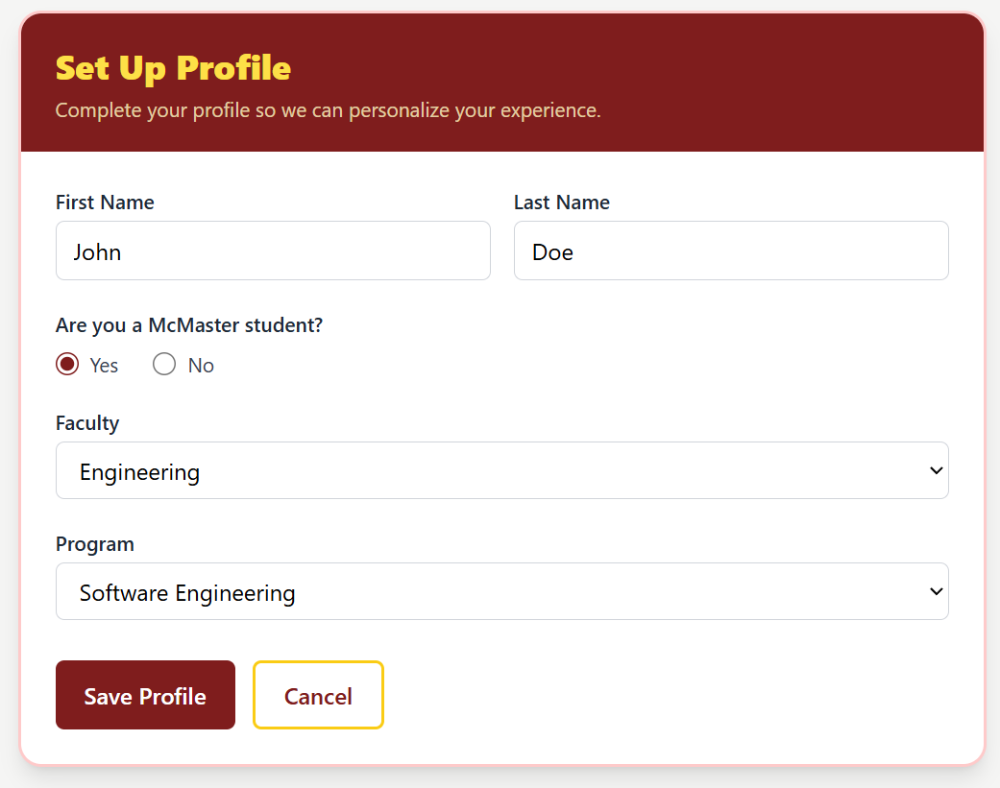 Set Up Profile
Complete your profile so we can personalize your experience.
First Name
Last Name
John
Doe
Are you a McMaster student?
Yes
No
Faculty
Engineering
Program
Software Engineering
Save Profile
Cancel